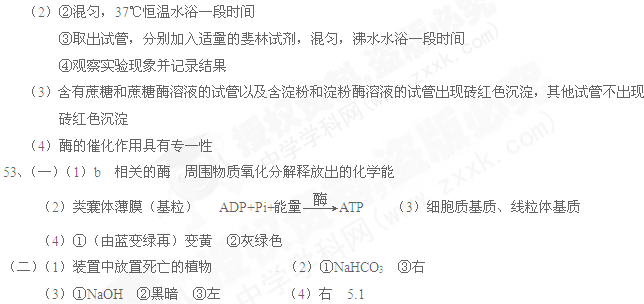 （2）②混匀，37℃恒温水浴一段时间
③取出试管，分别加入适量的斐林试剂，混匀，沸水水浴一段时间
④观察实验现象并记录结果
（3）含有蔗糖和蔗糖酶溶液的试管以及含淀粉和淀粉酶溶液的试管出现砖红色沉淀，其他试管不出现
砖红色沉淀
（4）酶的催化作用具有专一性
53、（一）（1）b 相关的酶 周围物质氧化分解释放出的化学能
（2）类囊体薄膜（基粒） ADP+Pi+能量 酶→ATP （3）细胞质基质、线粒体基质
（4）①（由蓝变绿再）变黄 ②灰绿色
（二）（1）装置中放置死亡的植物 （2）①NaHCO₃ ③右
（3）①NaOH ②黑暗 ③左 （4）右 5.1